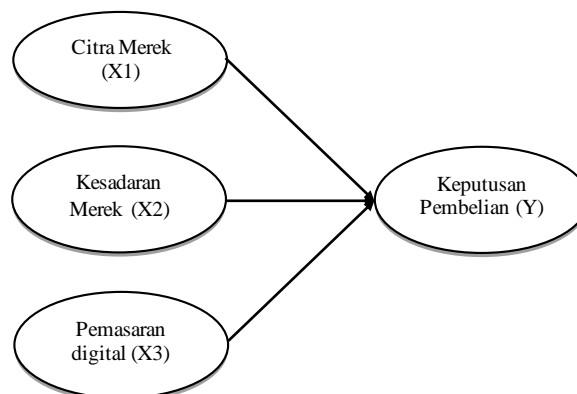 Citra Merek
(X1)
Kesadaran
Merek (X2)
Keputusan
Pembelian (Y)
Pemasaran
digital (X3)